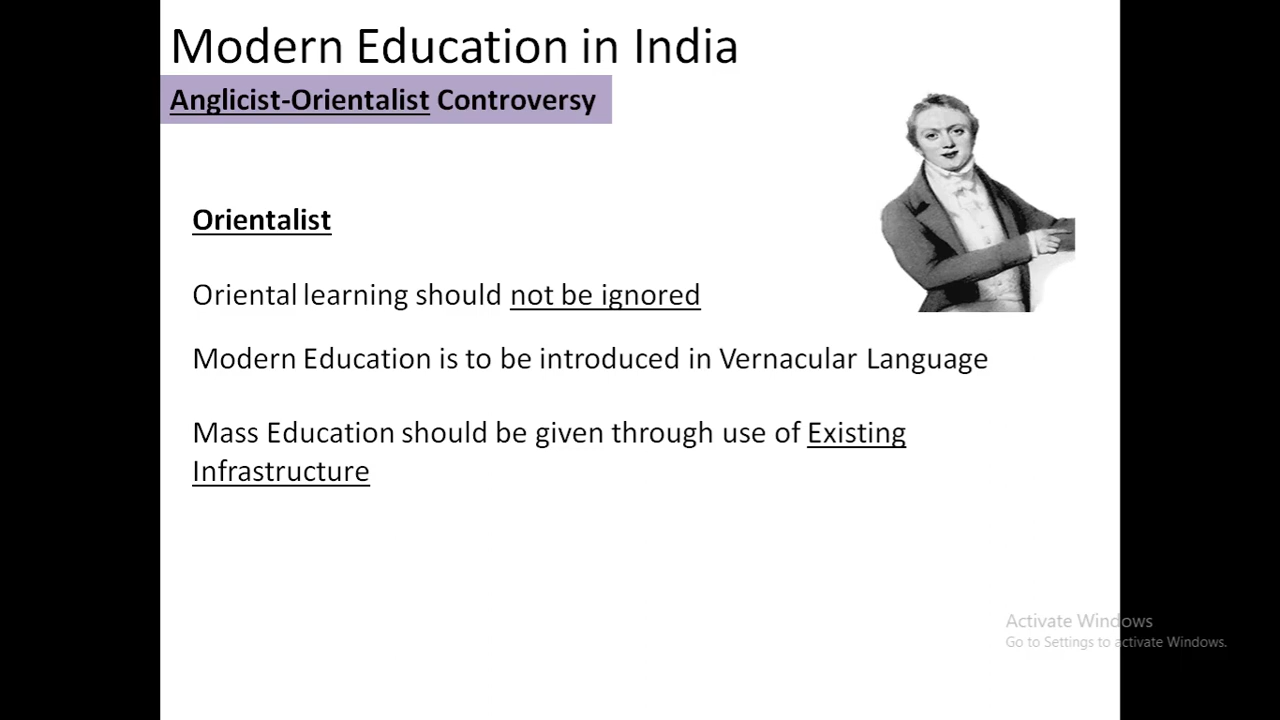 Modern Education in India
Anglicist-Orientalist Controversy
Orientalist
Oriental learning should not be ignored
Modern Education is to be introduced in Vernacular Language
Mass Education should be given through use of Existing
Infrastructure
Activate Windows
Go to Settings to activate Windows.